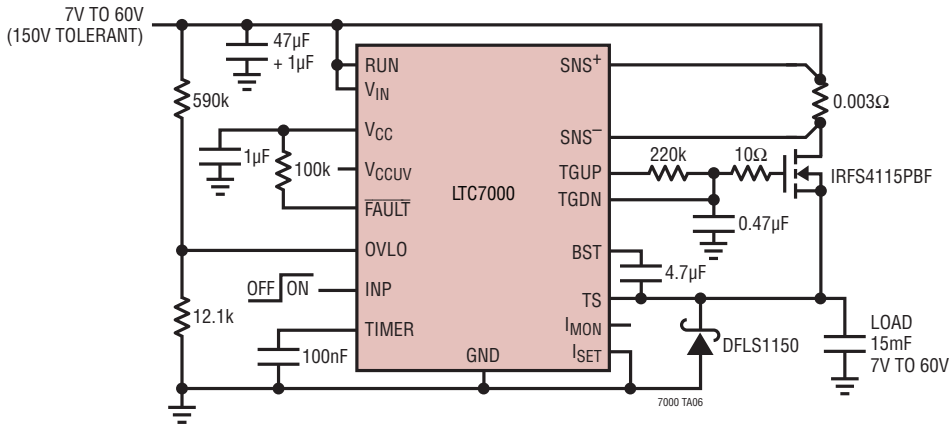 7V TO 60V
(150V TOLERANT)
47µF
+ 1µF
590k
1µF
100k
12.1k
OFF ON
100nF
RUN
VIN
VCC
VCCUV
FAULT
OVLO
INP
TIMER
GND
LTC7000
SNS+
SNS–
TGUP
TGDN
BST
TS
IMON
ISET
0.003Ω
220k
10Ω
IRFS4115PBF
0.47µF
4.7µF
DFLS1150
LOAD
15mF
7V TO 60V
7000 TA06